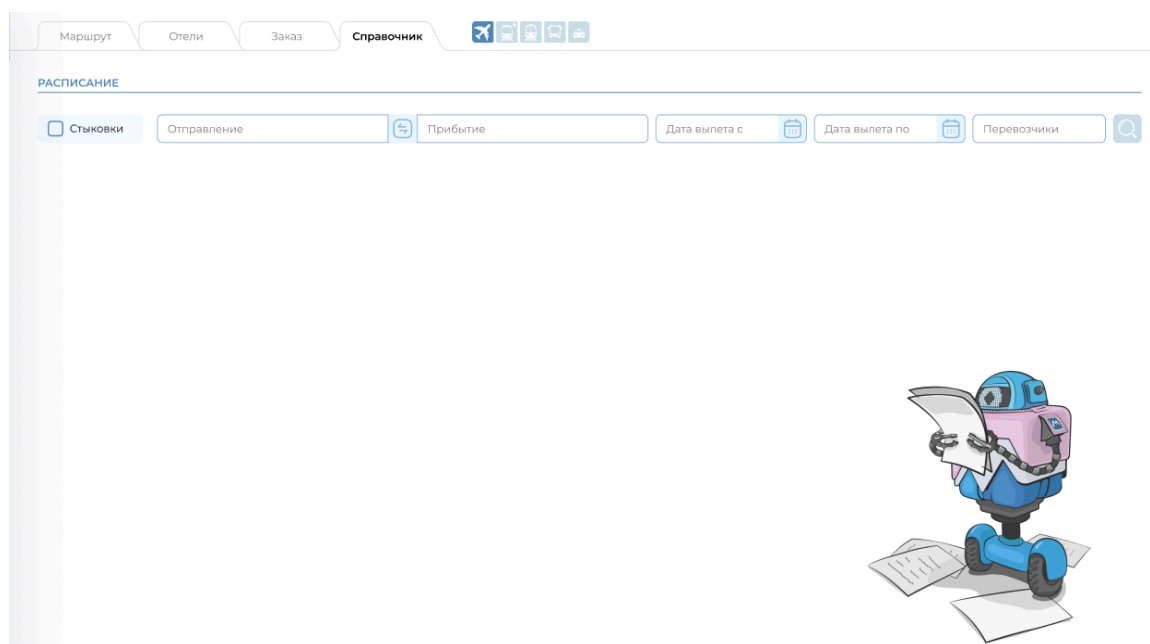 Маршрут Отели Заказ Справочник
РАСПИСАНИЕ
Стыковки Отправление Прибытие Дата вылета с Дата вылета по Перевозчики